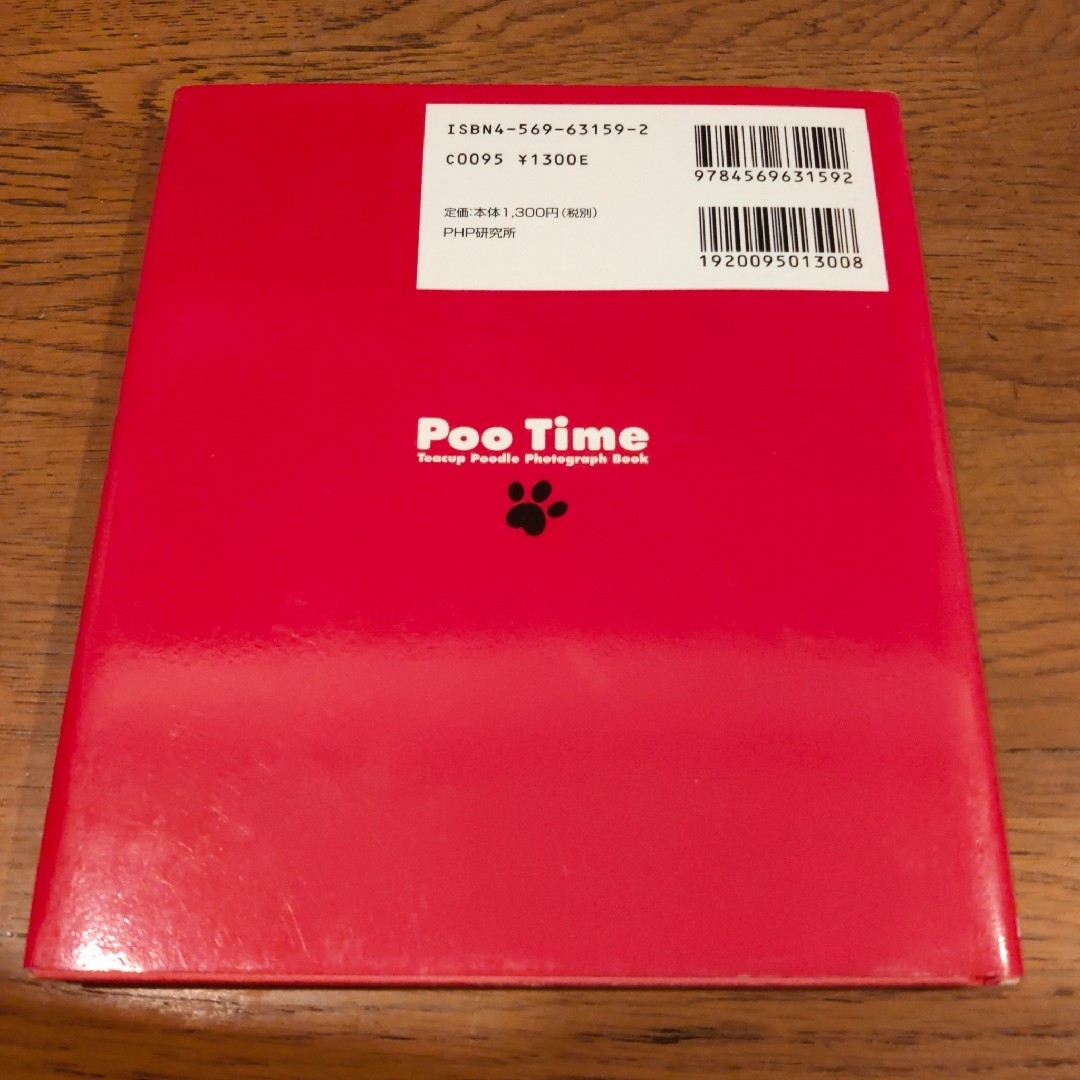 ISBN4-569-63159-2
C0095 ¥1300E
定価:本体1,300円(税別)
PHP研究所
9784569631592
1920095013008
Poo Time
Teacup Poodle Photograph Book